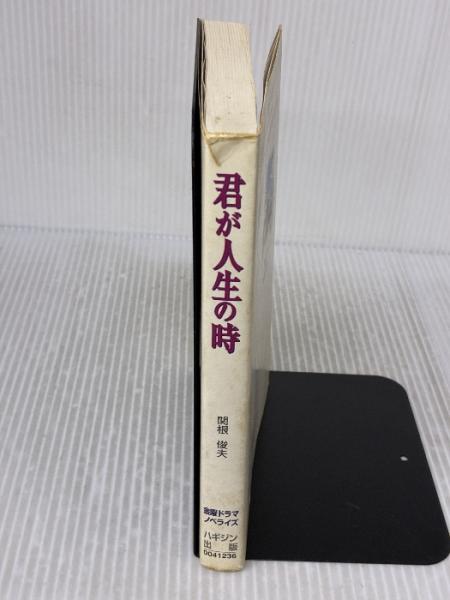 君が人生の時
関根 俊夫
金曜ドラマ
ノベライズ
ハギジン
出版
0041236